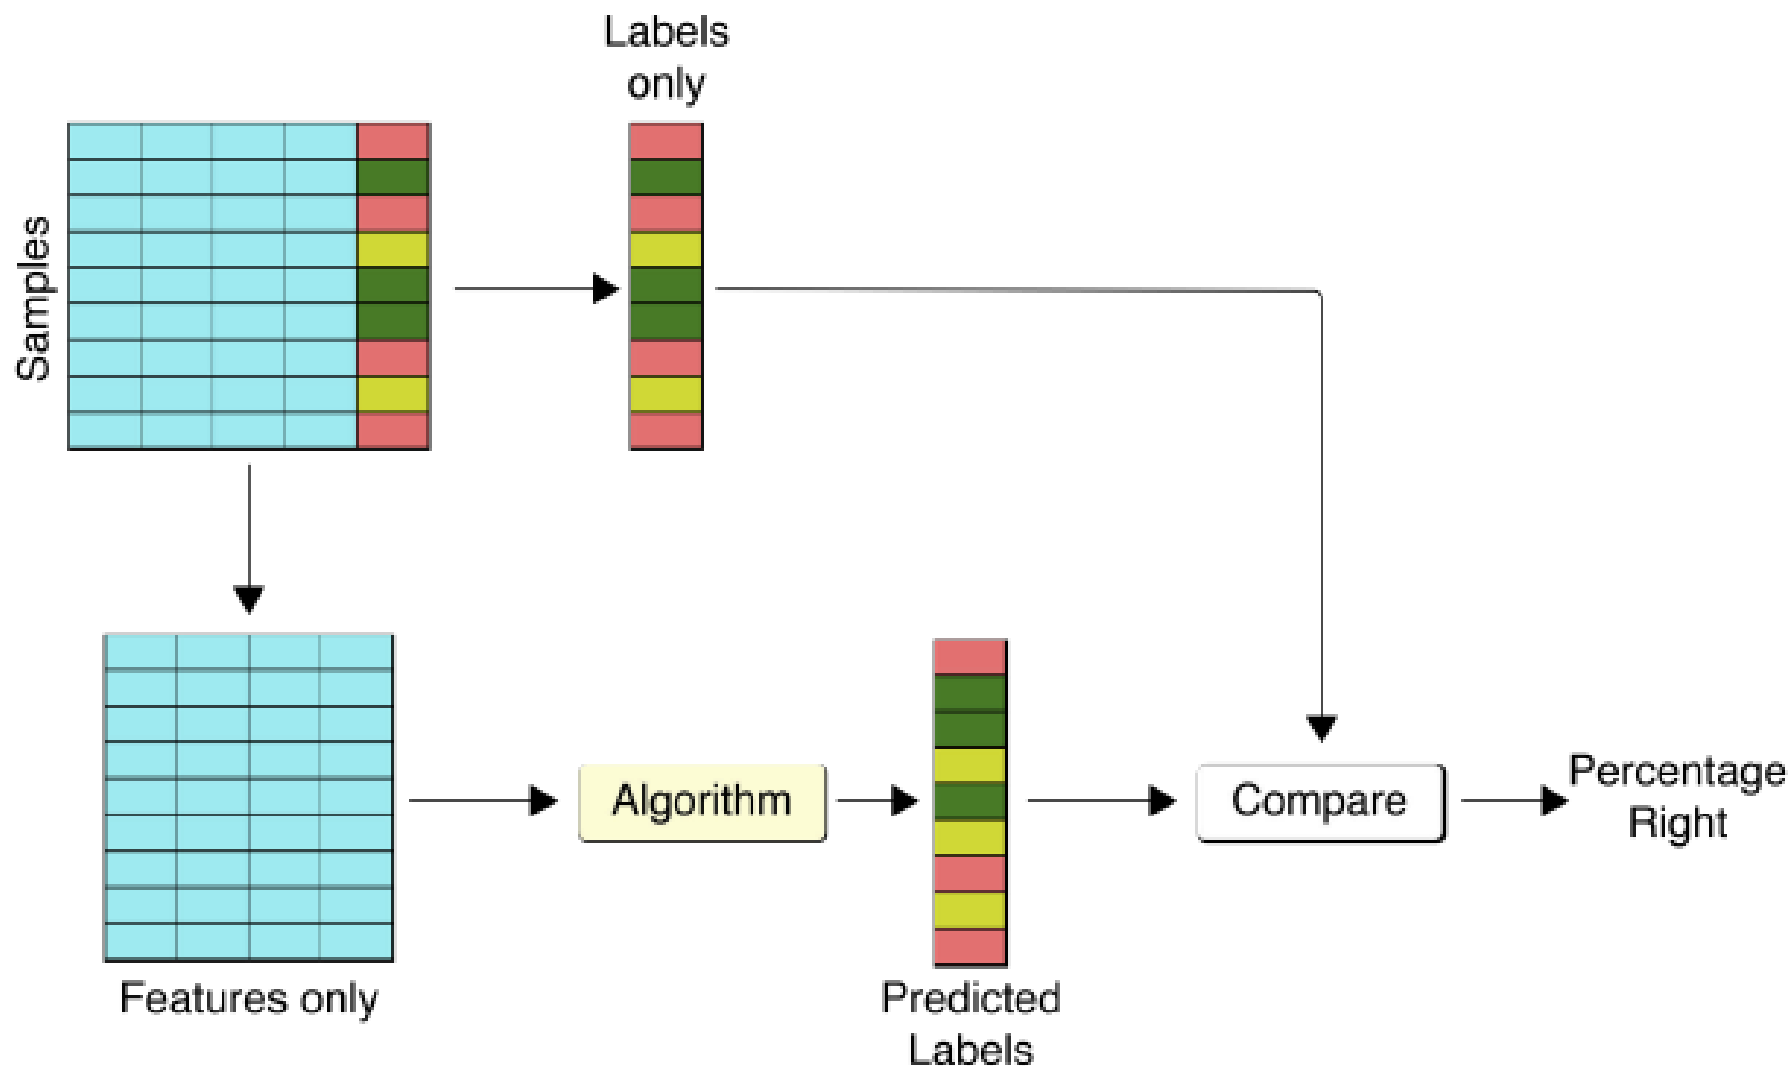 Labels
only
Samples
Algorithm
Compare
Percentage
Right
Features only
Predicted
Labels